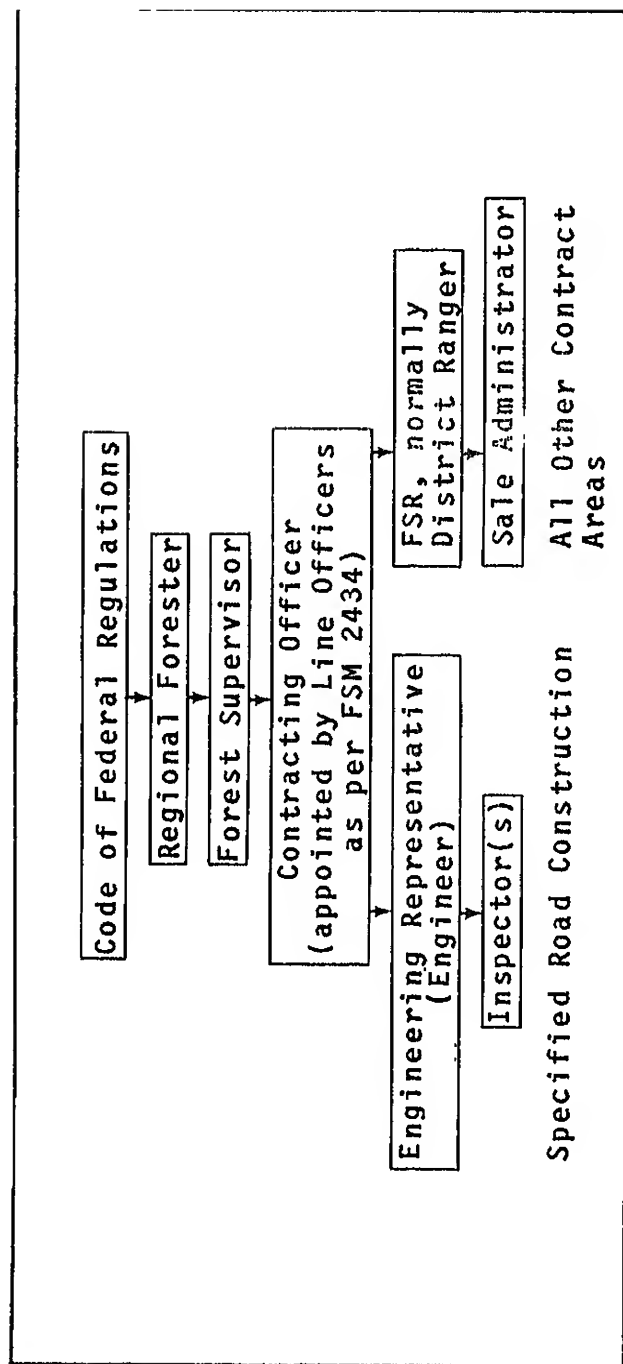 Code of Federal Regulations
Regional Forester
Forest Supervisor
Contracting Officer
(appointed by Line Officers
as per FSM 2434)
Engineering Representative
(Engineer)
Inspector(s)
Specified Road Construction
FSR, normally
District Ranger
Sale Administrator
All Other Contract
Areas